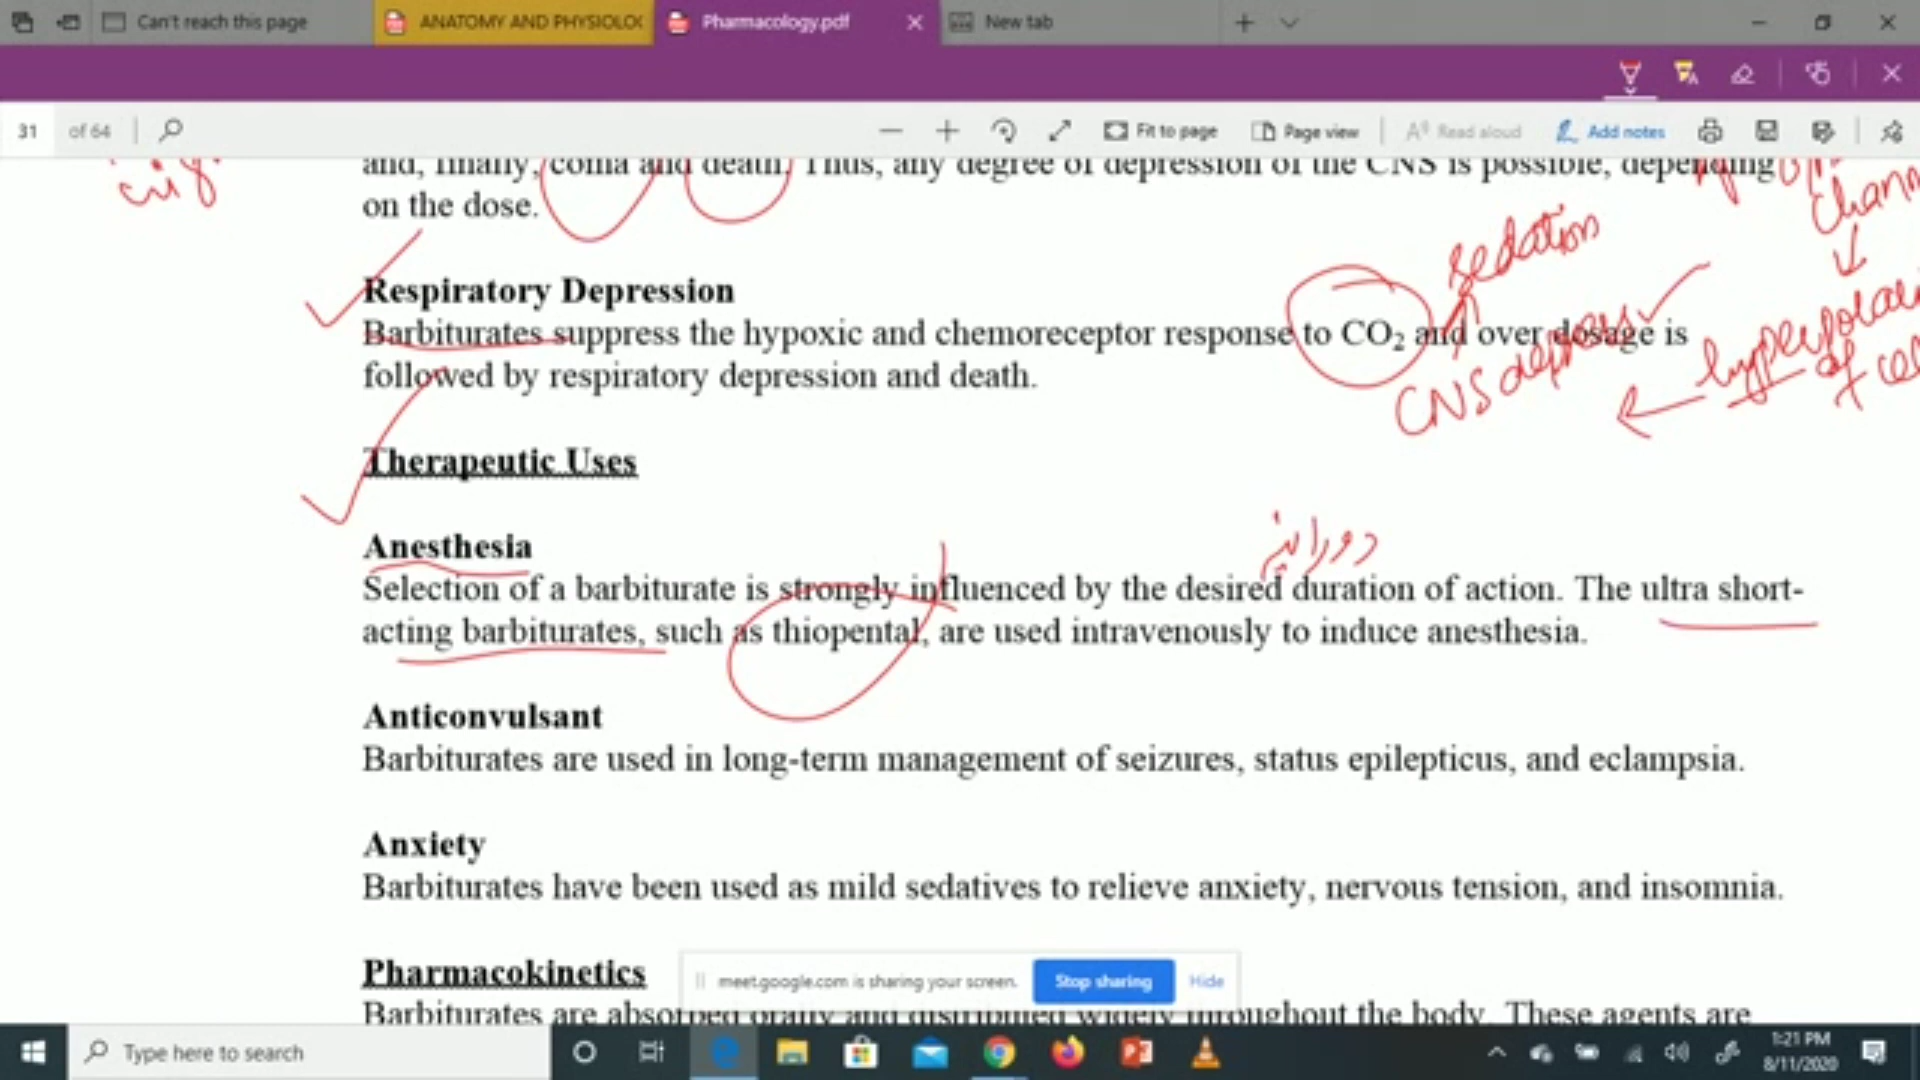 Can't reach this page
ANATOMY AND PHYSIOLOG
Pharmacology.pdf
New tab
31 of 64
Fit to page
Page view
Read aloud
Add notes
and, finally, coma and death. Thus, any degree of depression of the CNS is possible, depending
on the dose.
chann
sedation
Respiratory Depression
Barbiturates suppress the hypoxic and chemoreceptor response to CO₂ and over dosage is
followed by respiratory depression and death.
CNS depress
hyperpolari
of cel
Therapeutic Uses
دورانیہ
Anesthesia
Selection of a barbiturate is strongly influenced by the desired duration of action. The ultra short-
acting barbiturates, such as thiopental, are used intravenously to induce anesthesia.
Anticonvulsant
Barbiturates are used in long-term management of seizures, status epilepticus, and eclampsia.
Anxiety
Barbiturates have been used as mild sedatives to relieve anxiety, nervous tension, and insomnia.
Pharmacokinetics
meet.google.com is sharing your screen.
Stop sharing
Hide
Barbiturates are absorbed orally and distributed widely throughout the body. These agents are
Type here to search
1:21 PM
8/11/2020